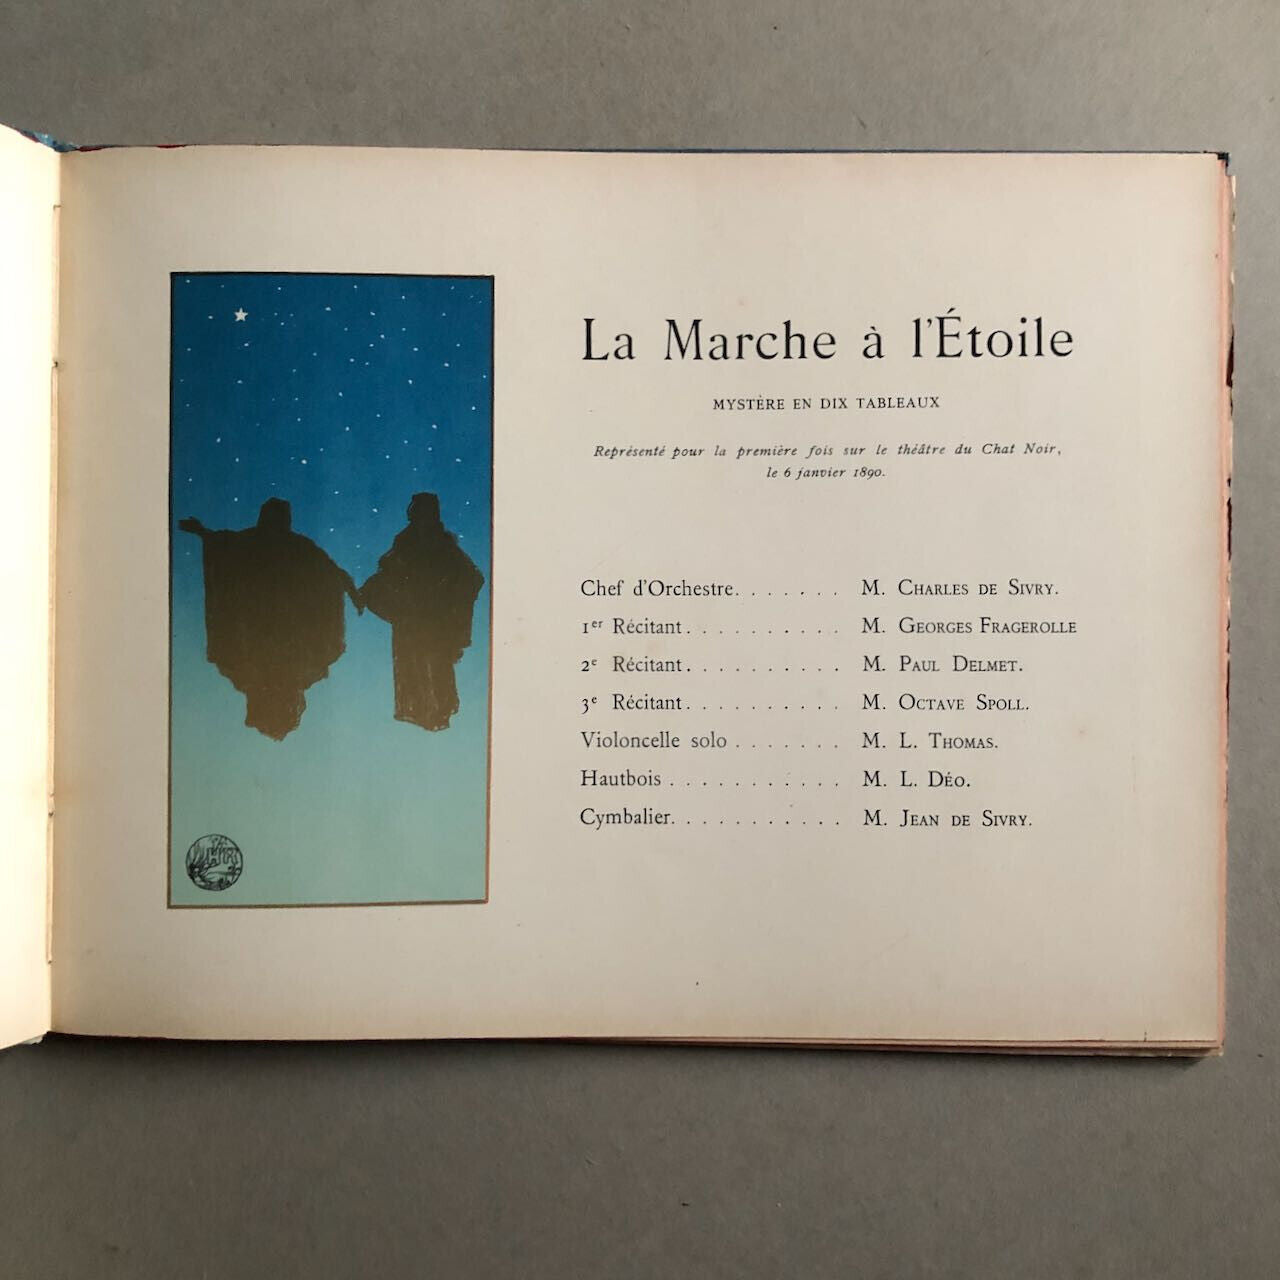 La Marche à l'Étoile
MYSTÈRE EN DIX TABLEAUX
Représenté pour la première fois sur le théâtre du Chat Noir,
le 6 janvier 1890.
Chef d'Orchestre. . . . . . . M. CHARLES DE SIVRY.
1er Récitant. . . . . . . . . . M. GEORGES FRAGEROLLE
2e Récitant. . . . . . . . . . M. PAUL DELMET.
3e Récitant. . . . . . . . . . M. OCTAVE SPOLL.
Violoncelle solo . . . . . . . M. L. THOMAS.
Hautbois . . . . . . . . . . . M. L. DÉO.
Cymbalier. . . . . . . . . . . M. JEAN DE SIVRY.
HR